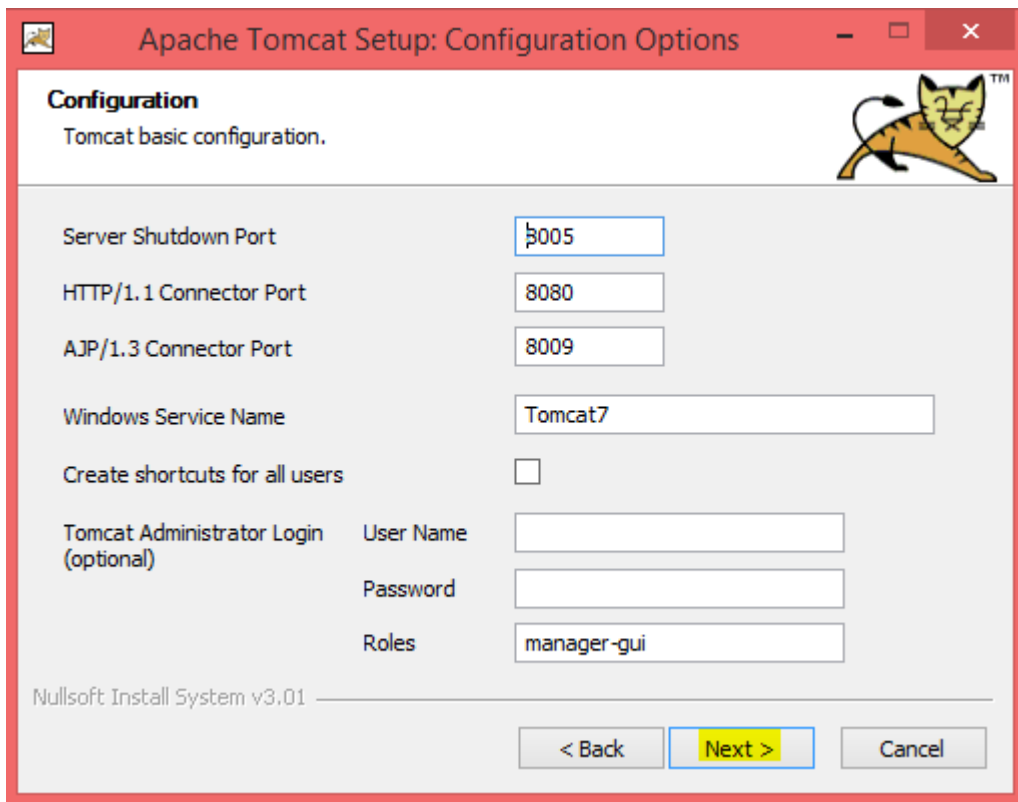 Apache Tomcat Setup: Configuration Options
Configuration
Tomcat basic configuration.
TM
Server Shutdown Port 8005
HTTP/1.1 Connector Port 8080
AJP/1.3 Connector Port 8009
Windows Service Name Tomcat7
Create shortcuts for all users
Tomcat Administrator Login User Name
(optional)
Password
Roles manager-gui
Nullsoft Install System v3.01
< Back Next > Cancel